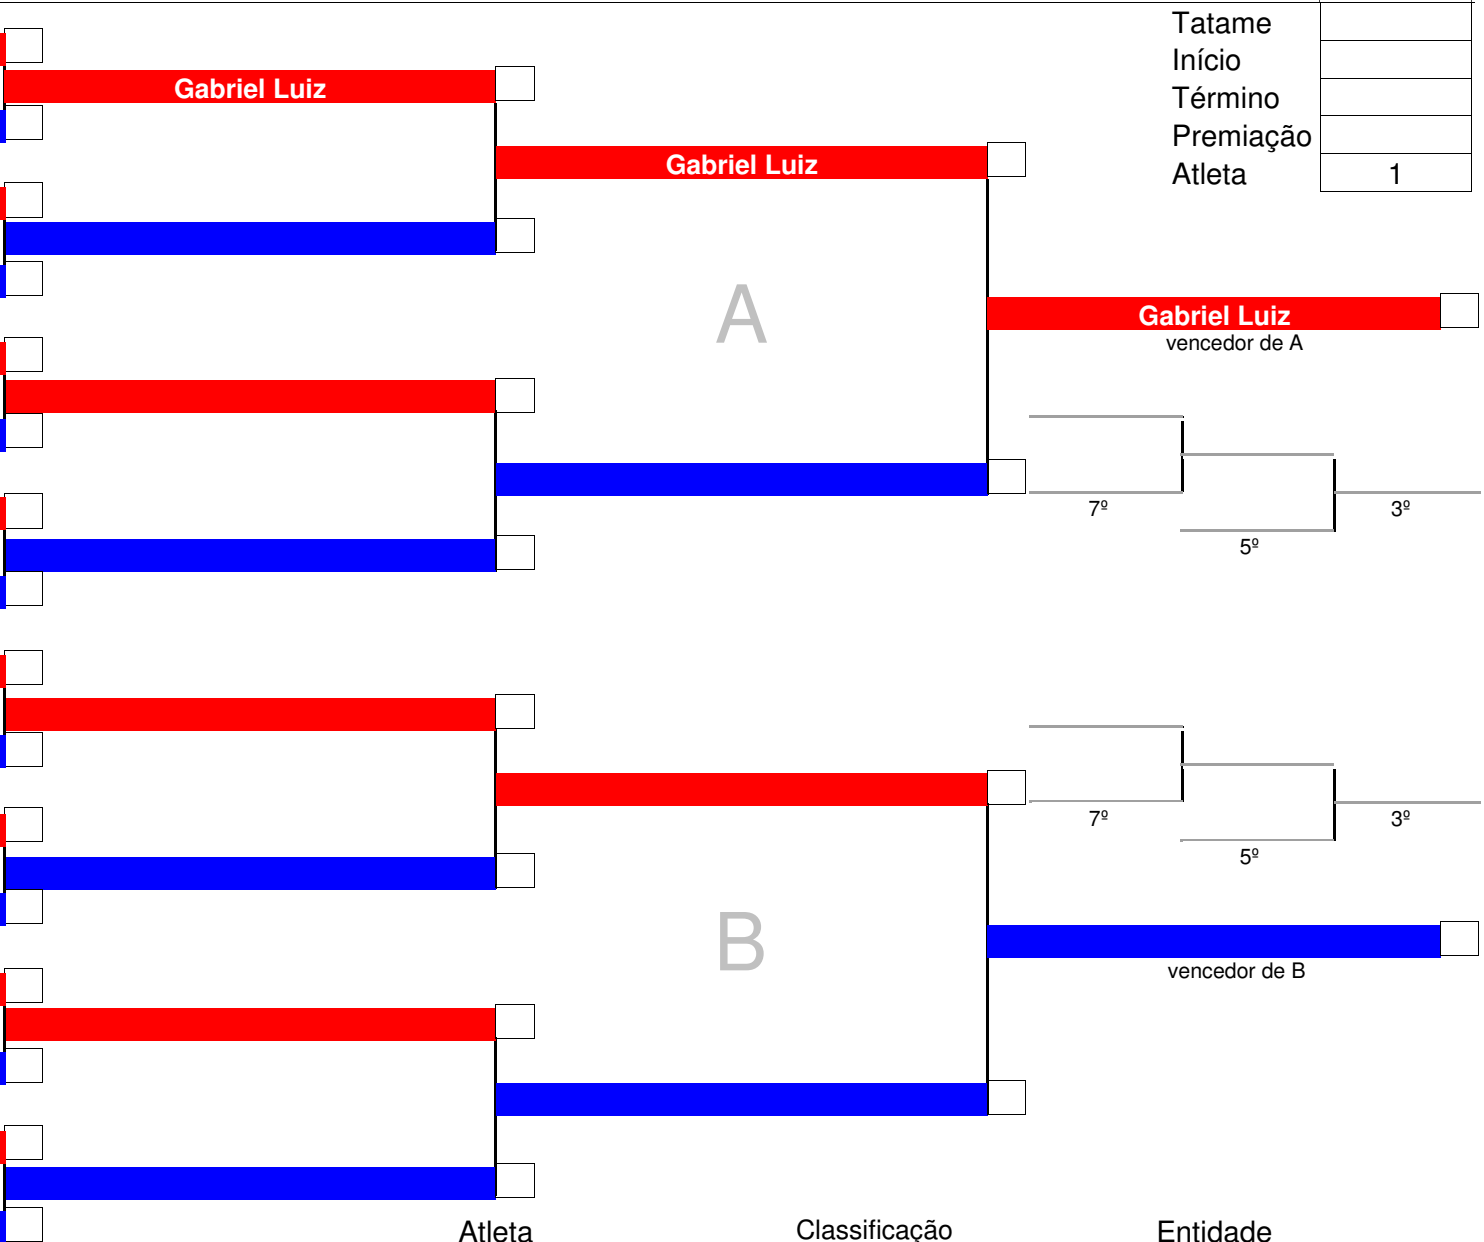 Tatame
Início
Gabriel Luiz
Término
Premiação
Gabriel Luiz
Atleta 1
A
Gabriel Luiz
vencedor de A
7º 3º
5º
7º 3º
5º
B
vencedor de B
Atleta Classificação Entidade